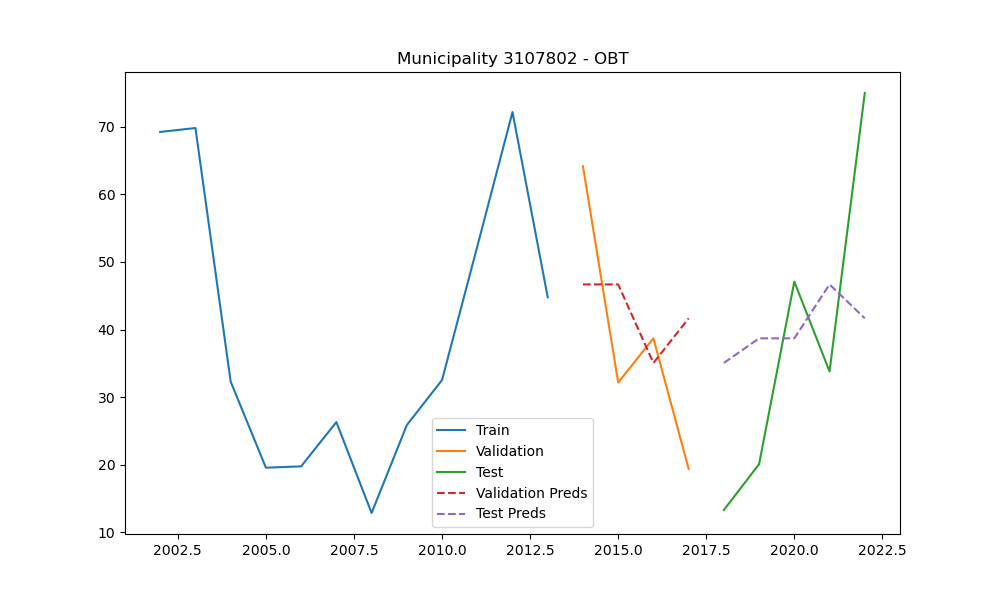 Municipality 3107802 - OBT
70
60
50
40
30
20
10
Train
Validation
Test
Validation Preds
Test Preds
2002.5 2005.0 2007.5 2010.0 2012.5 2015.0 2017.5 2020.0 2022.5